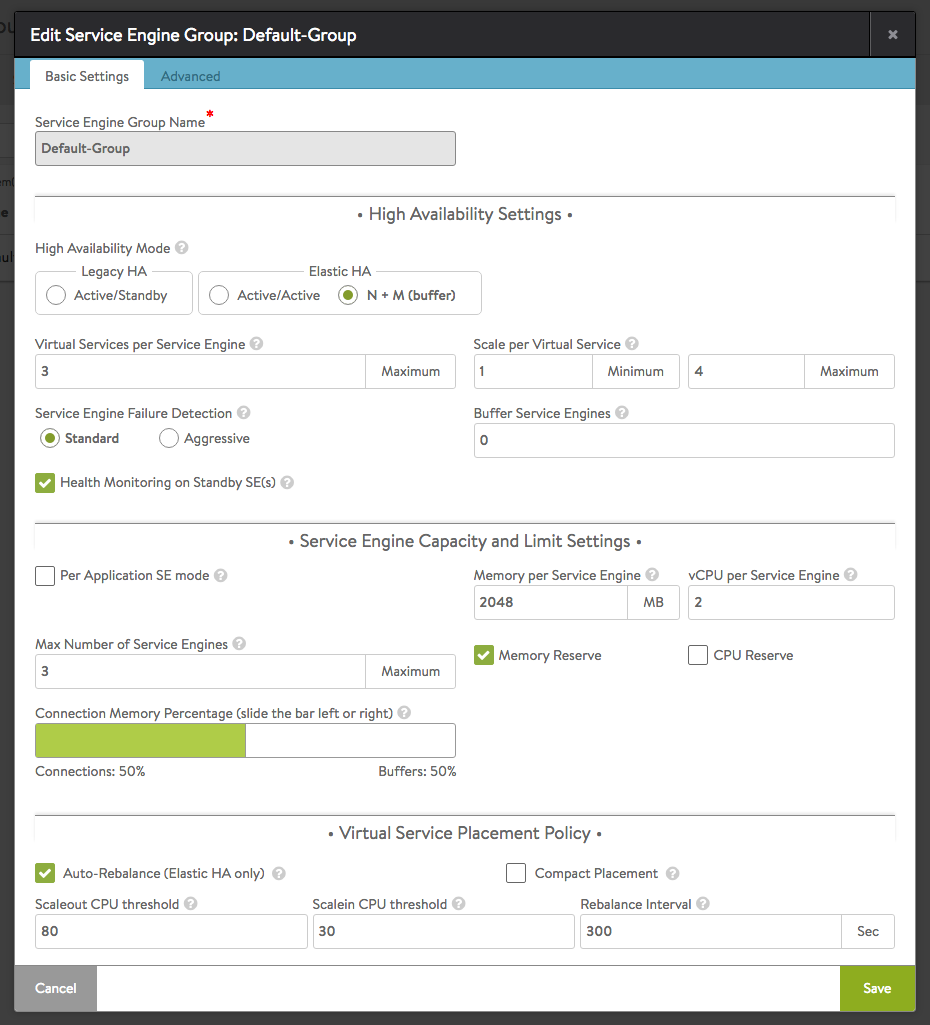 Edit Service Engine Group: Default-Group ×
Basic Settings Advanced
Service Engine Group Name *
Default-Group
• High Availability Settings •
High Availability Mode ?
Legacy HA Elastic HA
Active/Standby Active/Active N + M (buffer)
Virtual Services per Service Engine ? Scale per Virtual Service ?
3 Maximum 1 Minimum 4 Maximum
Service Engine Failure Detection ? Buffer Service Engines ?
Standard Aggressive 0
Health Monitoring on Standby SE(s) ?
• Service Engine Capacity and Limit Settings •
Per Application SE mode ? Memory per Service Engine ? vCPU per Service Engine ?
2048 MB 2
Max Number of Service Engines ?
3 Maximum Memory Reserve CPU Reserve
Connection Memory Percentage (slide the bar left or right) ?
Connections: 50% Buffers: 50%
• Virtual Service Placement Policy •
Auto-Rebalance (Elastic HA only) ? Compact Placement ?
Scaleout CPU threshold ? Scalein CPU threshold ? Rebalance Interval ?
80 30 300 Sec
Cancel Save